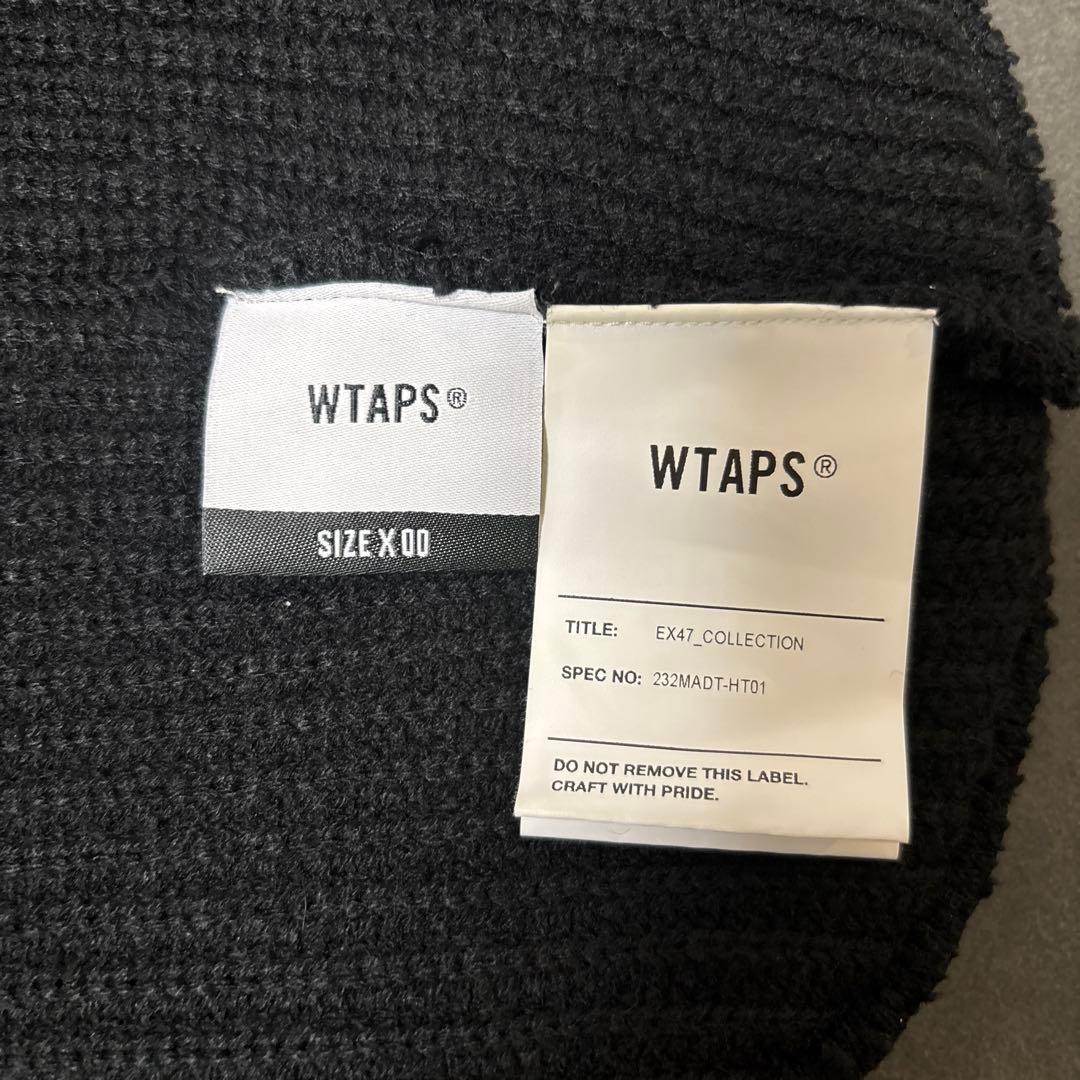 WTAPS®
SIZE X 00
WTAPS®
TITLE: EX47_COLLECTION
SPEC NO: 232MADT-HT01
DO NOT REMOVE THIS LABEL.
CRAFT WITH PRIDE.